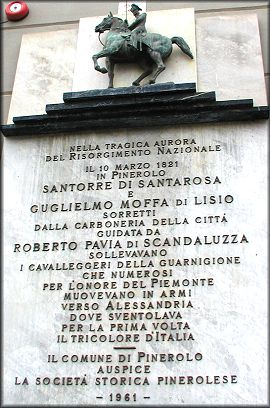 NELLA TRAGICA AURORA
DEL RISORGIMENTO NAZIONALE
IL 10 MARZO 1821
IN PINEROLO
SANTORRE DI SANTAROSA
E
GUGLIELMO MOFFA DI LISIO
SORRETTI
DALLA CARBONERIA DELLA CITTÁ
GUIDATA DA
ROBERTO PAVIA DI SCANDALUZZA
SOLLEVAVANO
I CAVALLEGGERI DELLA GUARNIGIONE
CHE NUMEROSI
PER L'ONORE DEL PIEMONTE
MUOVEVANO IN ARMI
VERSO ALESSANDRIA
DOVE SVENTOLAVA
PER LA PRIMA VOLTA
IL TRICOLORE D'ITALIA
IL COMUNE DI PINEROLO
AUSPICE
LA SOCIETÀ STORICA PINEROLESE
- 1961 -